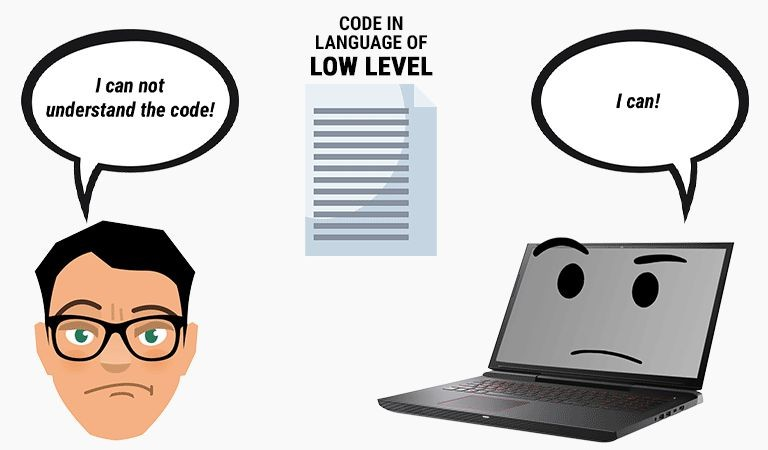 CODE IN
LANGUAGE OF
LOW LEVEL
I can not
understand the code!
I can!